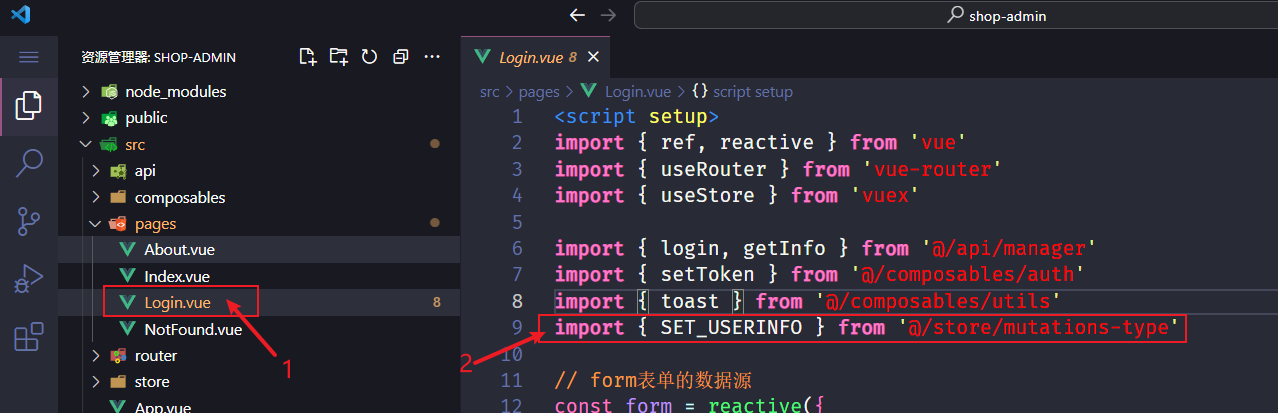 shop-admin
资源管理器: SHOP-ADMIN
node_modules
public
src
api
composables
pages
About.vue
Index.vue
Login.vue 8
NotFound.vue
router
store
App.vue
1
Login.vue 8
src > pages > Login.vue > {} script setup
1 <script setup>
2 import { ref, reactive } from 'vue'
3 import { useRouter } from 'vue-router'
4 import { useStore } from 'vuex'
5
6 import { login, getInfo } from '@/api/manager'
7 import { setToken } from '@/composables/auth'
8 import { toast } from '@/composables/utils'
9 import { SET_USERINFO } from '@/store/mutations-type'
2
10
11 // form表单的数据源
12 const form = reactive({